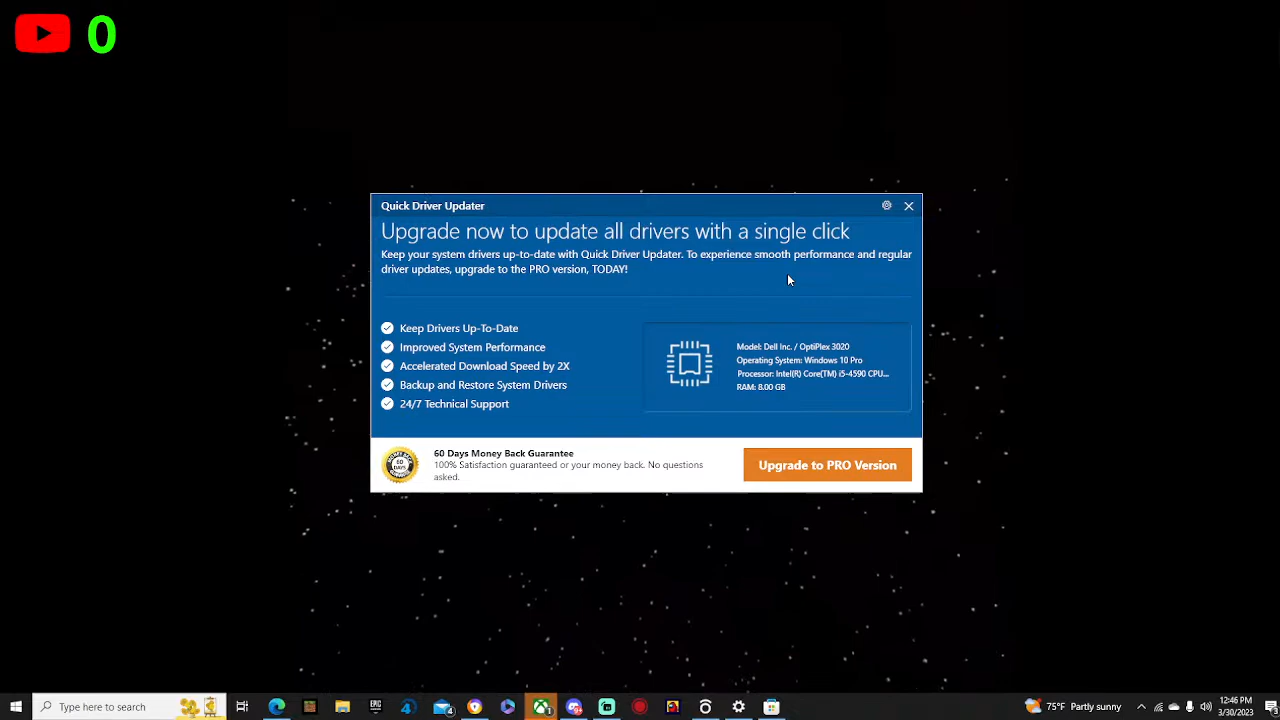 0
Quick Driver Updater
Upgrade now to update all drivers with a single click
Keep your system drivers up-to-date with Quick Driver Updater. To experience smooth performance and regular
driver updates, upgrade to the PRO version, TODAY!
Keep Drivers Up-To-Date
Improved System Performance
Accelerated Download Speed by 2X
Backup and Restore System Drivers
24/7 Technical Support
Model: Dell Inc. / OptiPlex 3020
Operating System: Windows 10 Pro
Processor: Intel(R) Core(TM) i5-4590 CPU...
RAM: 8.00 GB
60 DAYS
60 Days Money Back Guarantee
100% Satisfaction guaranteed or your money back. No questions
asked.
Upgrade to PRO Version
Type here to search
EPIC
4
1
75°F Partly sunny
12:46 PM
3/30/2023